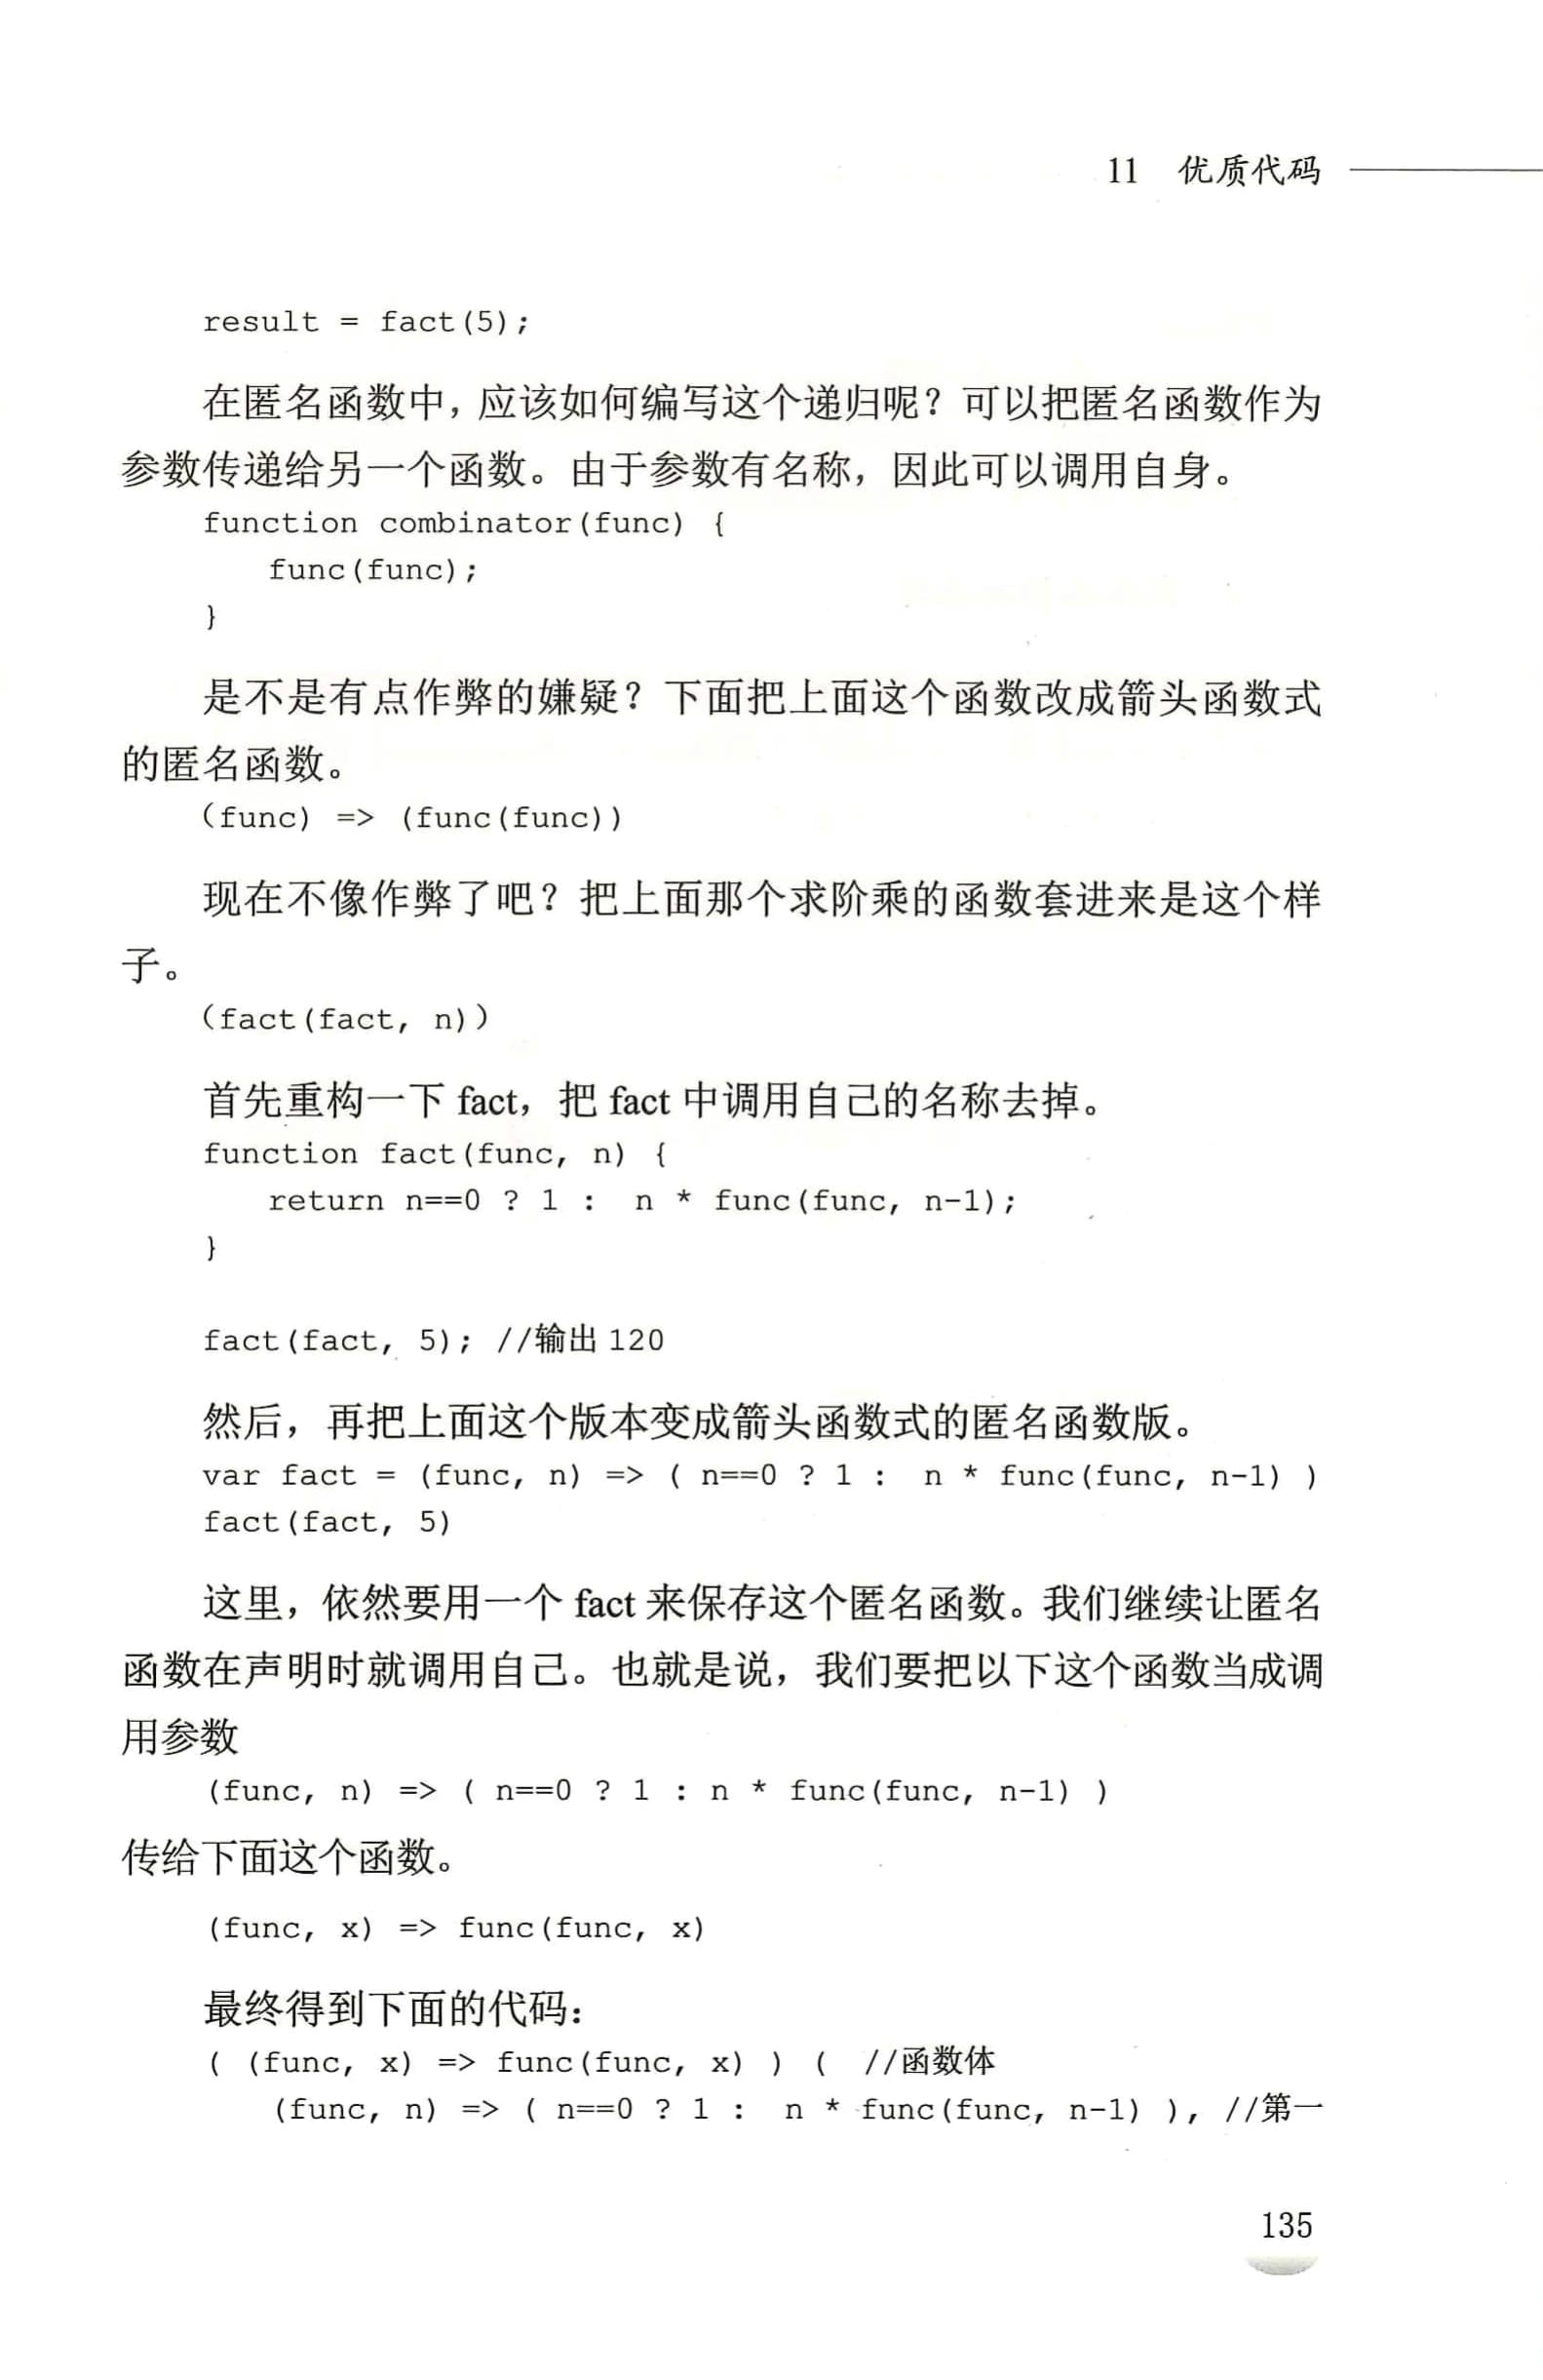 11 优质代码
result = fact(5);
在匿名函数中，应该如何编写这个递归呢？可以把匿名函数作为
参数传递给另一个函数。由于参数有名称，因此可以调用自身。
function combinator(func) {
func(func);
}
是不是有点作弊的嫌疑？下面把上面这个函数改成箭头函数式
的匿名函数。
(func) => (func(func))
现在不像作弊了吧？把上面那个求阶乘的函数套进来是这个样
子。
(fact(fact, n))
首先重构一下 fact，把 fact 中调用自己的名称去掉。
function fact(func, n) {
return n==0 ? 1 : n * func(func, n-1);
}
fact(fact, 5); //输出 120
然后，再把上面这个版本变成箭头函数式的匿名函数版。
var fact = (func, n) => ( n==0 ? 1 : n * func(func, n-1) )
fact(fact, 5)
这里，依然要用一个 fact 来保存这个匿名函数。我们继续让匿名
函数在声明时就调用自己。也就是说，我们要把以下这个函数当成调
用参数
(func, n) => ( n==0 ? 1 : n * func(func, n-1) )
传给下面这个函数。
(func, x) => func(func, x)
最终得到下面的代码：
( (func, x) => func(func, x) ) ( //函数体
(func, n) => ( n==0 ? 1 : n * func(func, n-1) ), //第一
135